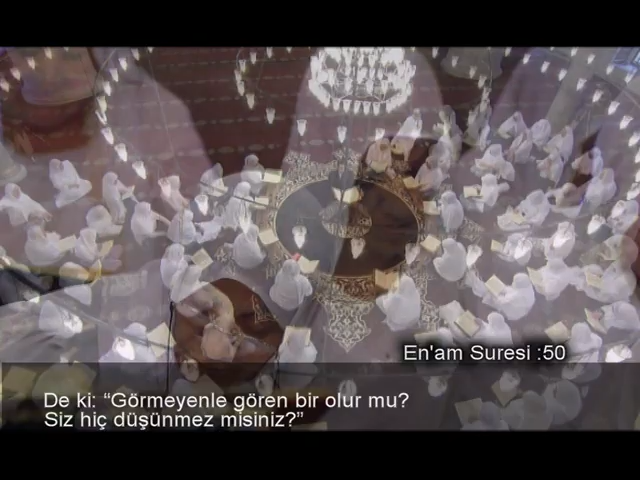 En'am Suresi :50
De ki: “Görmeyenle gören bir olur mu?
Siz hiç düşünmez misiniz?”